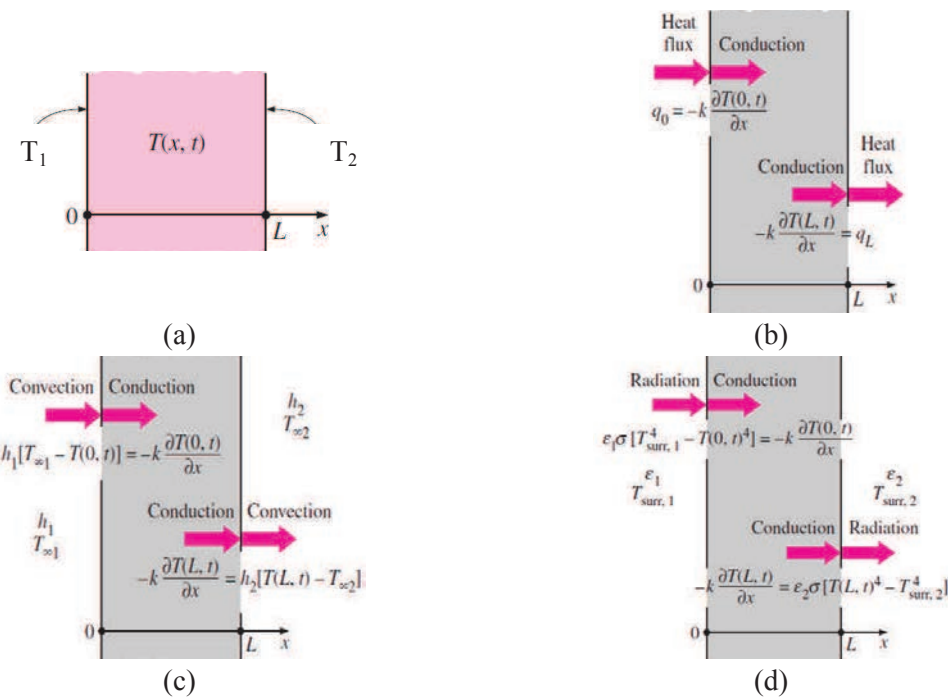 T(x, t)
T₁
T₂
0
L
x
(a)
Heat
flux
Conduction
q₀ = −k ∂T(0, t)/∂x
Heat
Conduction
flux
−k ∂T(L, t)/∂x = q_L
0
L
x
(b)
Convection
Conduction
h₂
T∞2
h₁[T∞1 − T(0, t)] = −k ∂T(0, t)/∂x
h₁
T∞1
Conduction
Convection
−k ∂T(L, t)/∂x = h₂[T(L, t) − T∞2]
0
L
x
(c)
Radiation
Conduction
ε₁σ[T⁴surr, 1 − T(0, t)⁴] = −k ∂T(0, t)/∂x
ε₁
Tsurr, 1
ε₂
Tsurr, 2
Conduction
Radiation
−k ∂T(L, t)/∂x = ε₂σ[T(L, t)⁴ − T⁴surr, 2]
0
L
x
(d)